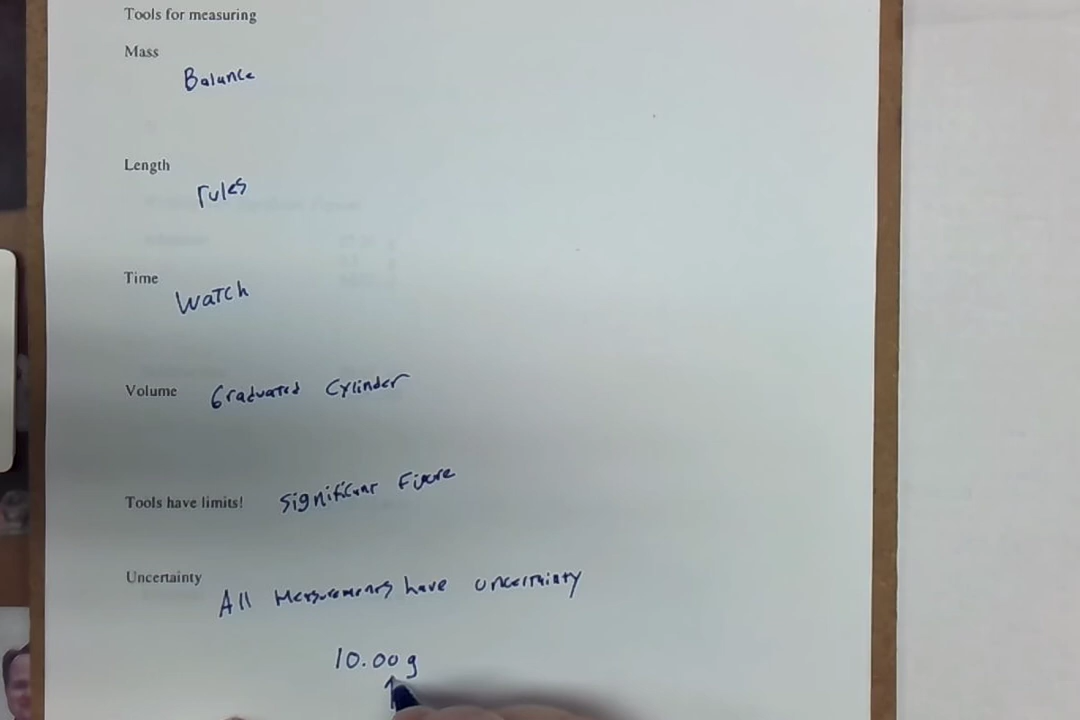 Tools for measuring
Mass
Balance
Length
rules
Time
Watch
Volume Graduated Cylinder
Tools have limits! Significant Figure
Uncertainty All Measurements have uncertainty
10.00 g